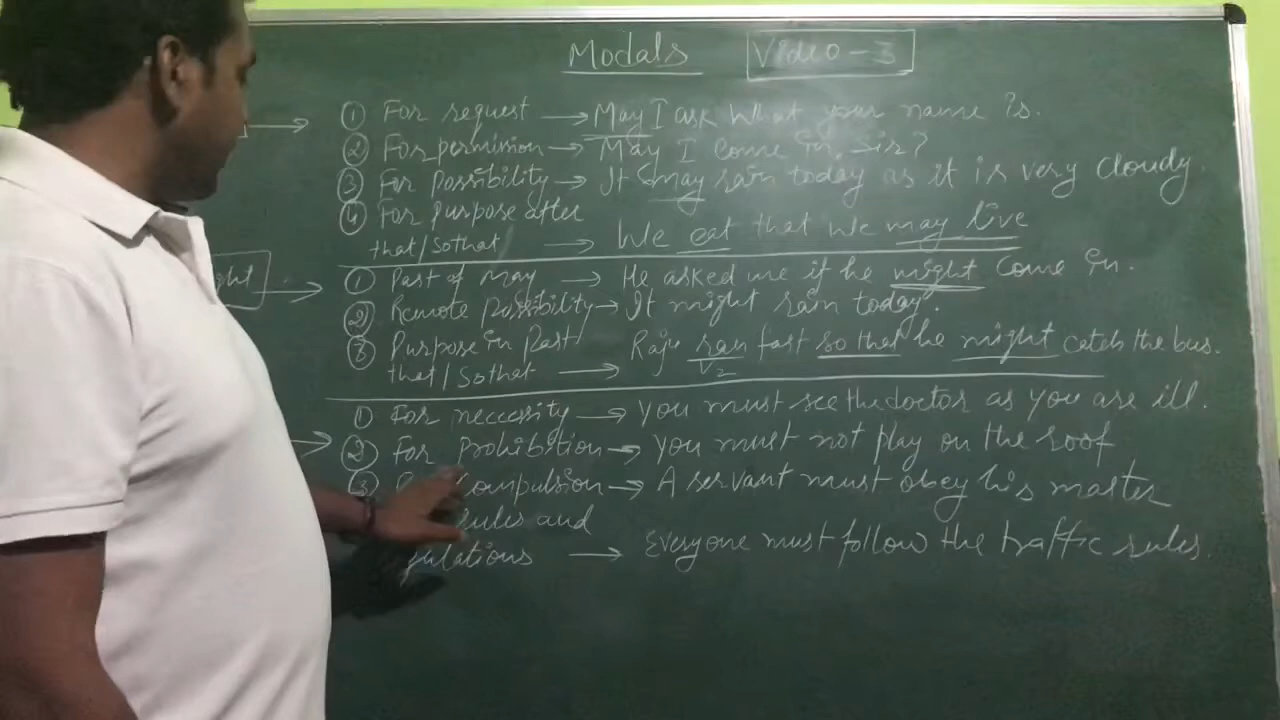 Modals Video-3
① For request → May I ask What your name is.
② For permission → May I come in, Sir?
③ For possibility → It may rain today as it is very cloudy.
④ For purpose after
that/so that → We eat that we may live
ght
① Past of may → He asked me if he might come in.
② Remote possibility → It might rain today.
③ Purpose in past
that/so that → Raju ran fast so that he might catch the bus.
V2
① For neccesity → You must see the doctor as you are ill.
② For prohibition → You must not play on the roof
③ compulsion → A servant must obey his master
rules and
gulations → Everyone must follow the traffic rules.